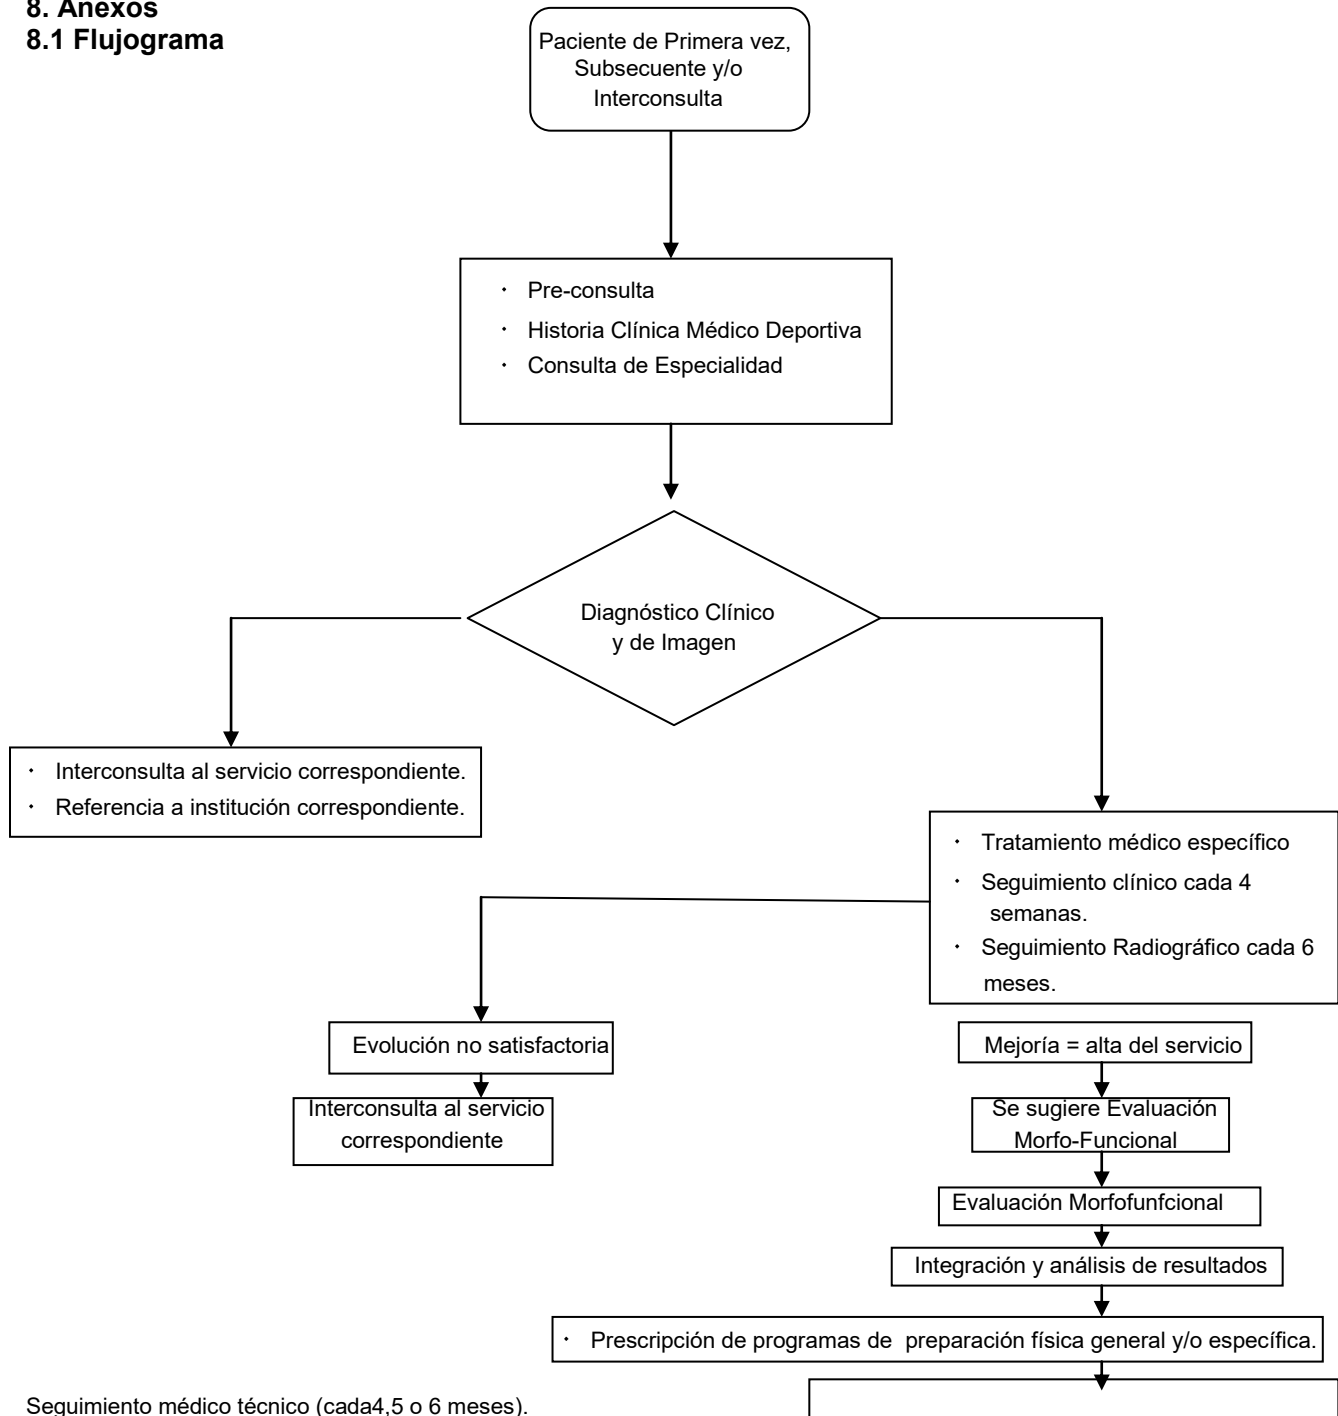 8. Anexos
8.1 Flujograma
Paciente de Primera vez,
Subsecuente y/o
Interconsulta
· Pre-consulta
· Historia Clínica Médico Deportiva
· Consulta de Especialidad
Diagnóstico Clínico
y de Imagen
· Interconsulta al servicio correspondiente.
· Referencia a institución correspondiente.
· Tratamiento médico específico
· Seguimiento clínico cada 4
semanas.
· Seguimiento Radiográfico cada 6
meses.
Evolución no satisfactoria
Interconsulta al servicio
correspondiente
Mejoría = alta del servicio
Se sugiere Evaluación
Morfo-Funcional
Evaluación Morfofunfcional
Integración y análisis de resultados
· Prescripción de programas de preparación física general y/o específica.
Seguimiento médico técnico (cada4,5 o 6 meses).